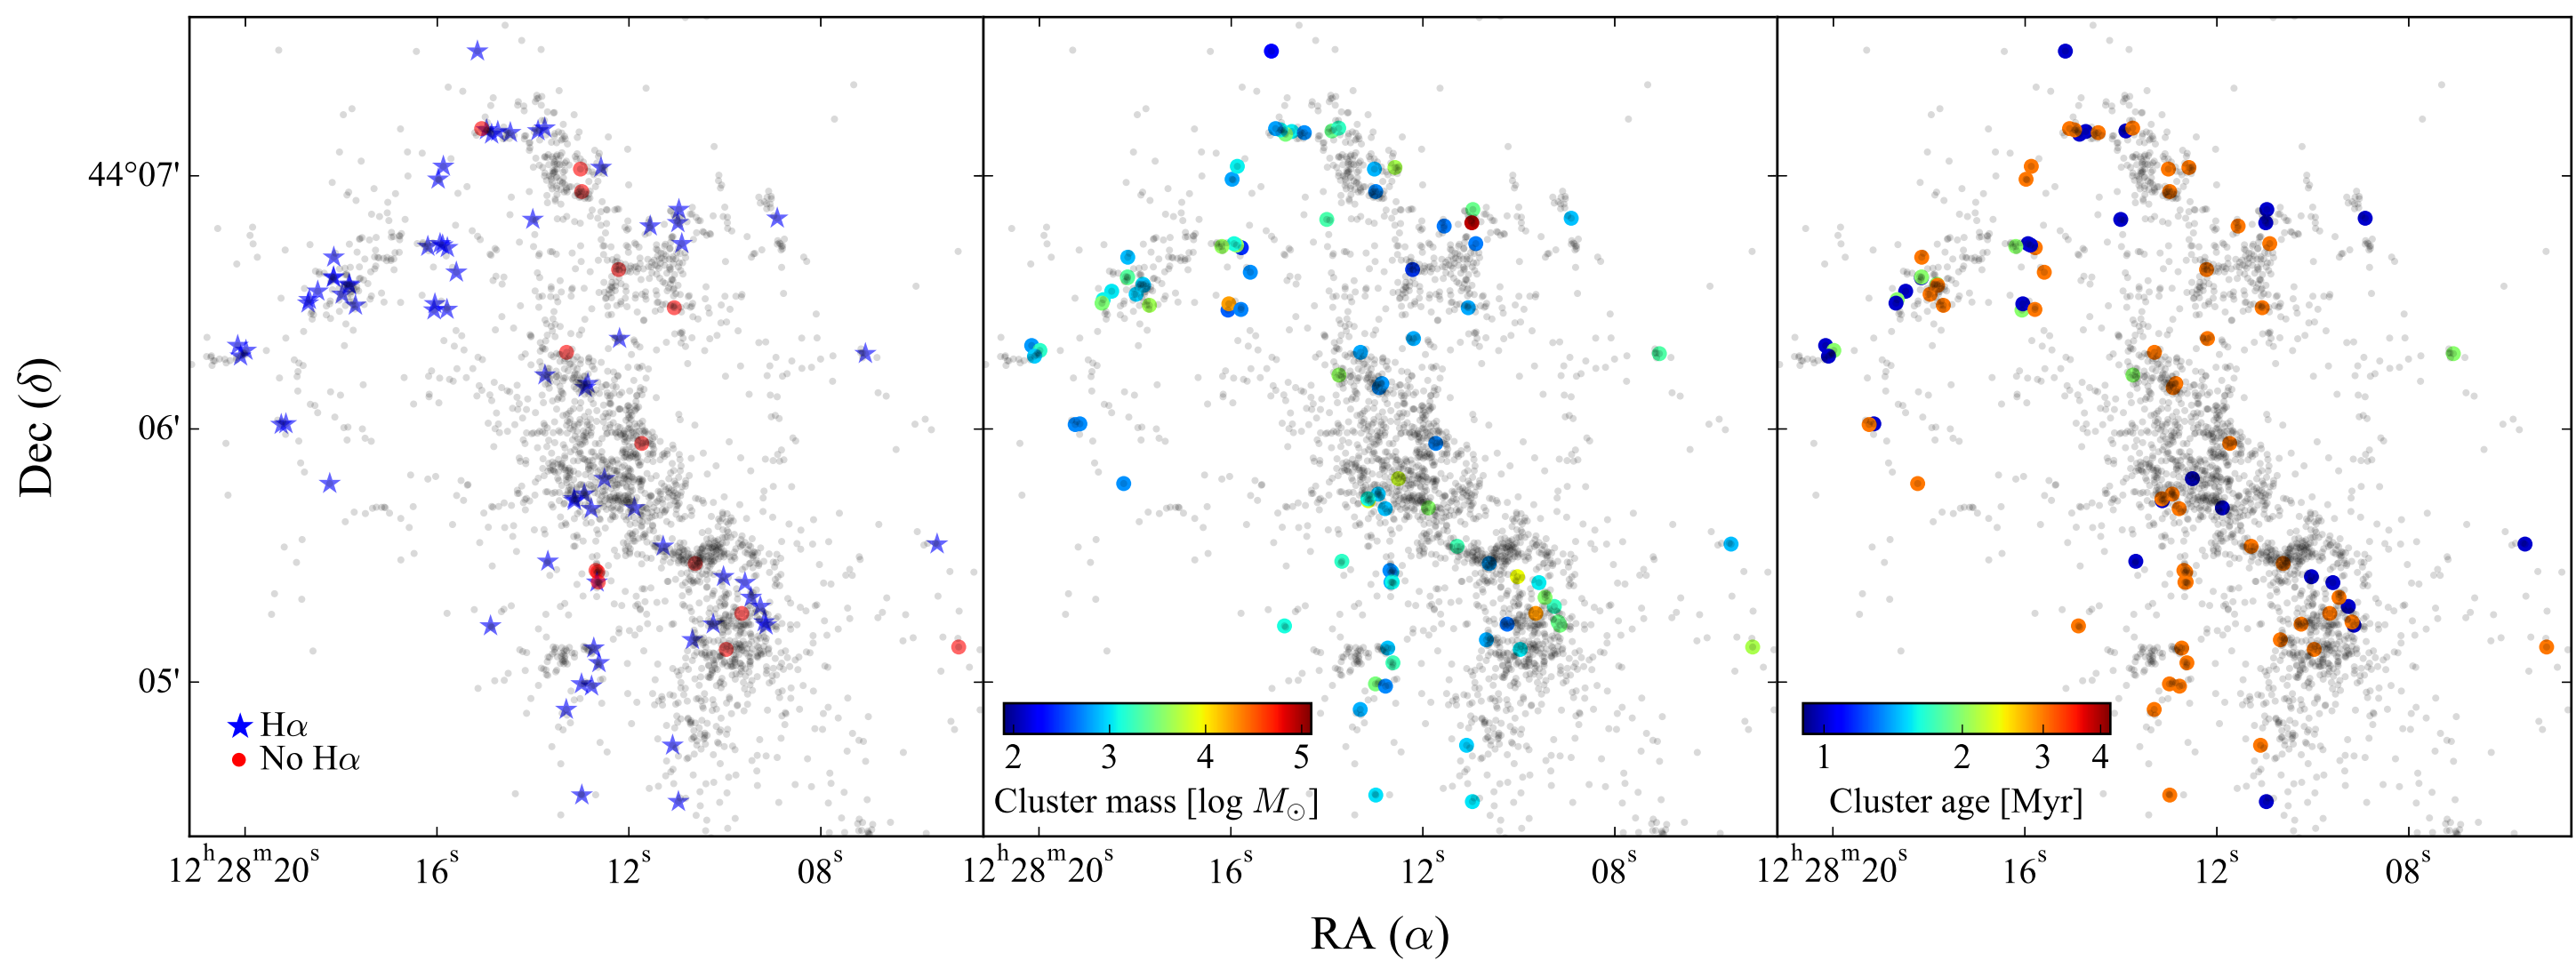 Dec (δ)
44°07'
06'
05'
Hα
No Hα
2 3 4 5
Cluster mass [log M☉]
1 2 3 4
Cluster age [Myr]
12ʰ28ᵐ20ˢ 16ˢ 12ˢ 08ˢ 12ʰ28ᵐ20ˢ 16ˢ 12ˢ 08ˢ 12ʰ28ᵐ20ˢ 16ˢ 12ˢ 08ˢ
RA (α)